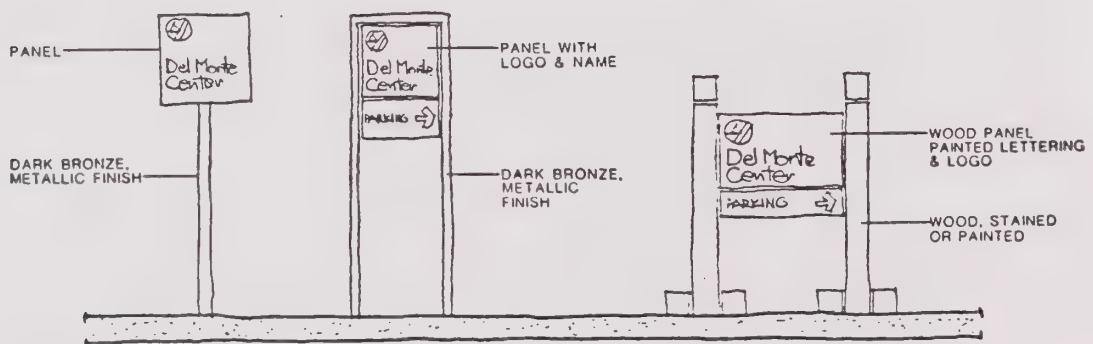 PANEL
Del Monte
Center
DARK BRONZE,
METALLIC FINISH
PANEL WITH
LOGO & NAME
Del Monte
Center
PARKING
DARK BRONZE,
METALLIC
FINISH
WOOD PANEL
PAINTED LETTERING
& LOGO
Del Monte
Center
PARKING
WOOD, STAINED
OR PAINTED